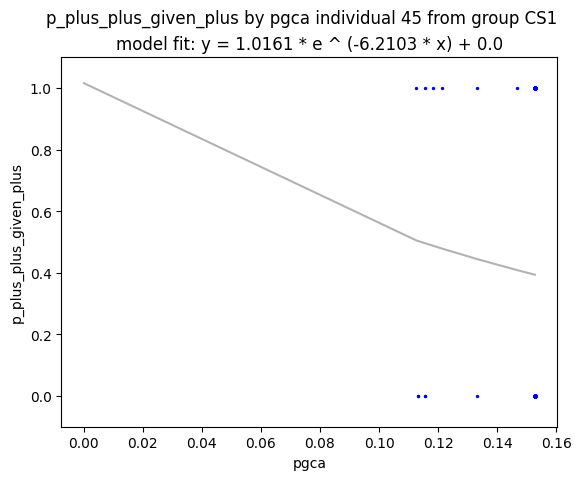 p_plus_plus_given_plus by pgca individual 45 from group CS1
model fit: y = 1.0161 * e ^ (-6.2103 * x) + 0.0
1.0
0.8
0.6
0.4
0.2
0.0
p_plus_plus_given_plus
0.00 0.02 0.04 0.06 0.08 0.10 0.12 0.14 0.16
pgca